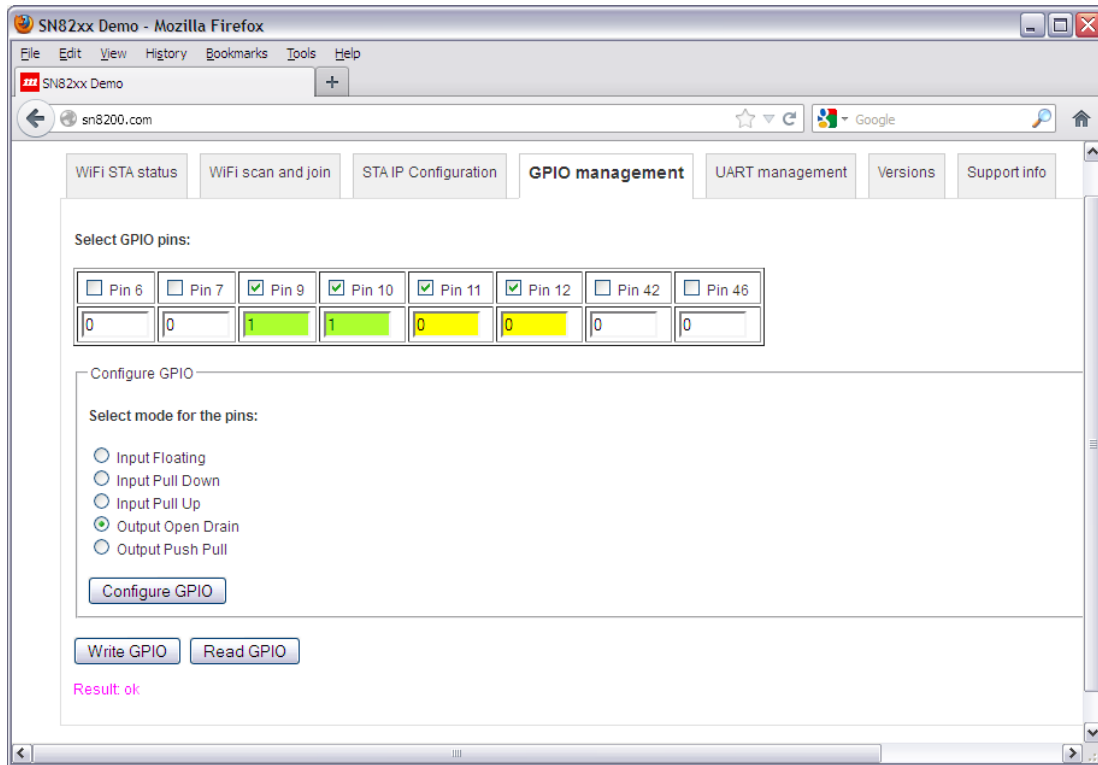 SN82xx Demo - Mozilla Firefox
File Edit View History Bookmarks Tools Help
m SN82xx Demo +
sn8200.com Google
WiFi STA status WiFi scan and join STA IP Configuration GPIO management UART management Versions Support info
Select GPIO pins:
Pin 6 Pin 7 Pin 9 Pin 10 Pin 11 Pin 12 Pin 42 Pin 46
0 0 1 1 0 0 0 0
Configure GPIO
Select mode for the pins:
Input Floating
Input Pull Down
Input Pull Up
Output Open Drain
Output Push Pull
Configure GPIO
Write GPIO Read GPIO
Result: ok